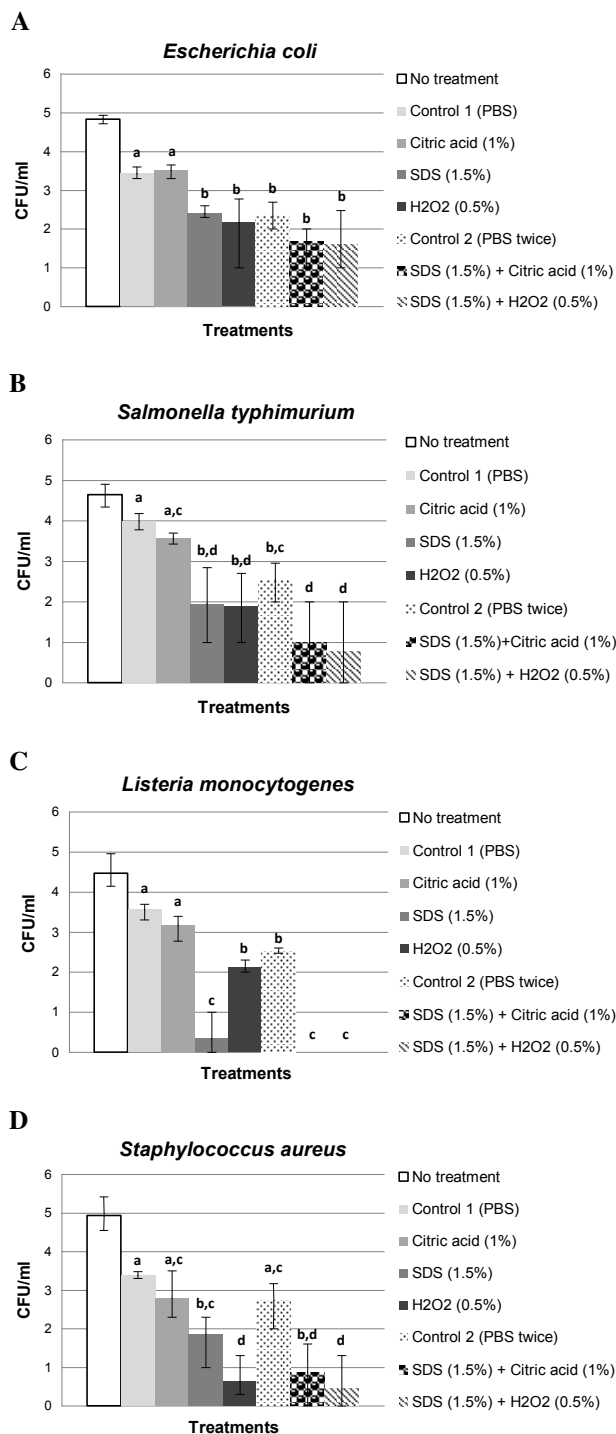 A
Escherichia coli
CFU/ml
6
5
4
3
2
1
0
a a b b b b b
Treatments
No treatment
Control 1 (PBS)
Citric acid (1%)
SDS (1.5%)
H2O2 (0.5%)
Control 2 (PBS twice)
SDS (1.5%) + Citric acid (1%)
SDS (1.5%) + H2O2 (0.5%)
B
Salmonella typhimurium
CFU/ml
6
5
4
3
2
1
0
a a,c b,d b,d b,c d d
Treatments
No treatment
Control 1 (PBS)
Citric acid (1%)
SDS (1.5%)
H2O2 (0.5%)
Control 2 (PBS twice)
SDS (1.5%)+Citric acid (1%)
SDS (1.5%) + H2O2 (0.5%)
C
Listeria monocytogenes
CFU/ml
6
5
4
3
2
1
0
a a c b b c c
Treatments
No treatment
Control 1 (PBS)
Citric acid (1%)
SDS (1.5%)
H2O2 (0.5%)
Control 2 (PBS twice)
SDS (1.5%) + Citric acid (1%)
SDS (1.5%) + H2O2 (0.5%)
D
Staphylococcus aureus
CFU/ml
6
5
4
3
2
1
0
a a,c b,c d a,c b,d d
Treatments
No treatment
Control 1 (PBS)
Citric acid (1%)
SDS (1.5%)
H2O2 (0.5%)
Control 2 (PBS twice)
SDS (1.5%) + Citric acid (1%)
SDS (1.5%) + H2O2 (0.5%)